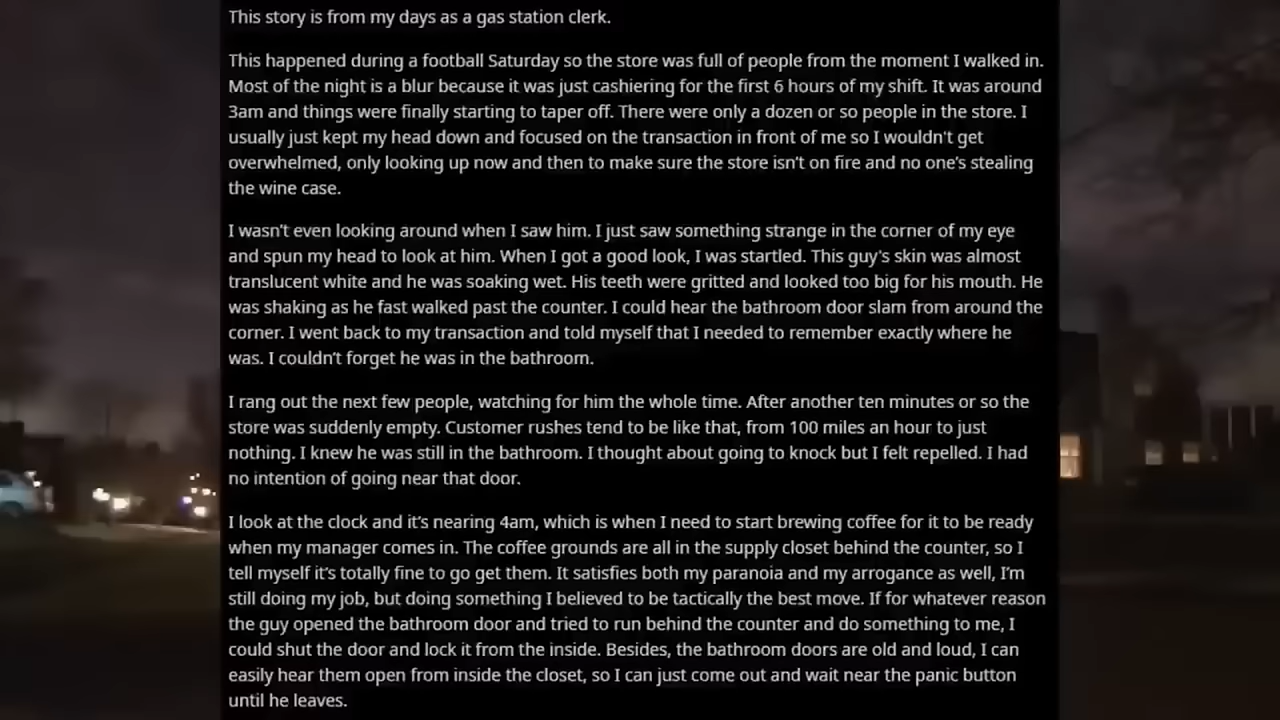 This story is from my days as a gas station clerk.
This happened during a football Saturday so the store was full of people from the moment I walked in.
Most of the night is a blur because it was just cashiering for the first 6 hours of my shift. It was around
3am and things were finally starting to taper off. There were only a dozen or so people in the store. I
usually just kept my head down and focused on the transaction in front of me so I wouldn't get
overwhelmed, only looking up now and then to make sure the store isn't on fire and no one's stealing
the wine case.
I wasn't even looking around when I saw him. I just saw something strange in the corner of my eye
and spun my head to look at him. When I got a good look, I was startled. This guy's skin was almost
translucent white and he was soaking wet. His teeth were gritted and looked too big for his mouth. He
was shaking as he fast walked past the counter. I could hear the bathroom door slam from around the
corner. I went back to my transaction and told myself that I needed to remember exactly where he
was. I couldn't forget he was in the bathroom.
I rang out the next few people, watching for him the whole time. After another ten minutes or so the
store was suddenly empty. Customer rushes tend to be like that, from 100 miles an hour to just
nothing. I knew he was still in the bathroom. I thought about going to knock but I felt repelled. I had
no intention of going near that door.
I look at the clock and it's nearing 4am, which is when I need to start brewing coffee for it to be ready
when my manager comes in. The coffee grounds are all in the supply closet behind the counter, so I
tell myself it's totally fine to go get them. It satisfies both my paranoia and my arrogance as well, I'm
still doing my job, but doing something I believed to be tactically the best move. If for whatever reason
the guy opened the bathroom door and tried to run behind the counter and do something to me, I
could shut the door and lock it from the inside. Besides, the bathroom doors are old and loud, I can
easily hear them open from inside the closet, so I can just come out and wait near the panic button
until he leaves.